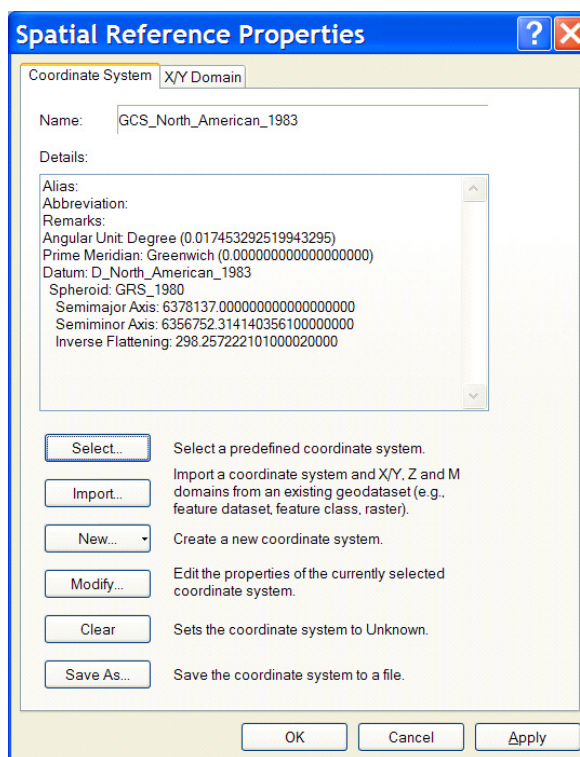 Spatial Reference Properties
?
X
Coordinate System
X/Y Domain
Name:
GCS_North_American_1983
Details:
Alias:
Abbreviation:
Remarks:
Angular Unit: Degree (0.017453292519943295)
Prime Meridian: Greenwich (0.000000000000000000)
Datum: D_North_American_1983
Spheroid: GRS_1980
Semimajor Axis: 6378137.000000000000000000
Semiminor Axis: 6356752.314140356100000000
Inverse Flattening: 298.257222101000020000
Select...
Select a predefined coordinate system.
Import...
Import a coordinate system and X/Y, Z and M
domains from an existing geodataset (e.g.,
feature dataset, feature class, raster).
New...
Create a new coordinate system.
Modify...
Edit the properties of the currently selected
coordinate system.
Clear
Sets the coordinate system to Unknown.
Save As...
Save the coordinate system to a file.
OK
Cancel
Apply